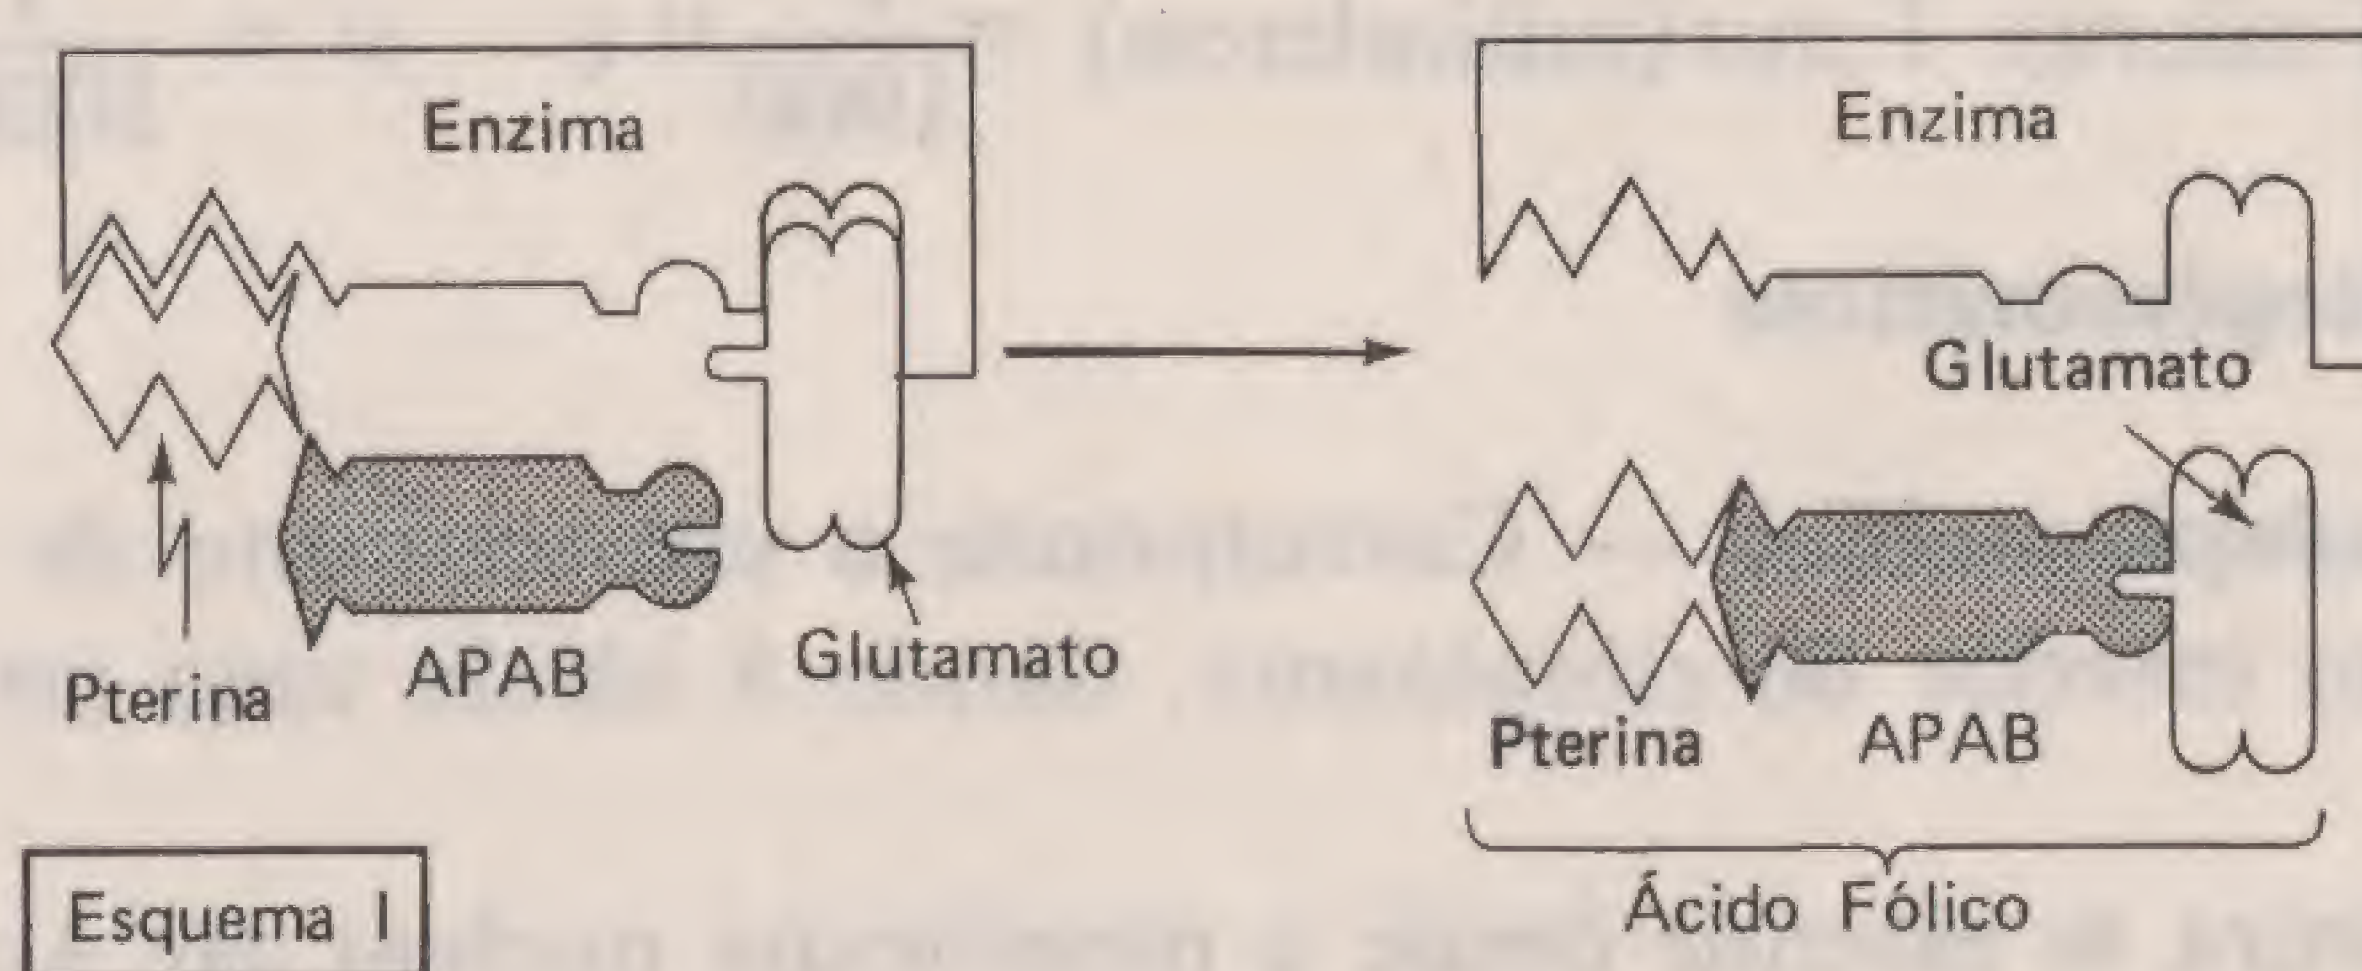 Enzima
Pterina
APAB
Glutamato
Enzima
Glutamato
Pterina
APAB
Ácido Fólico
Esquema I